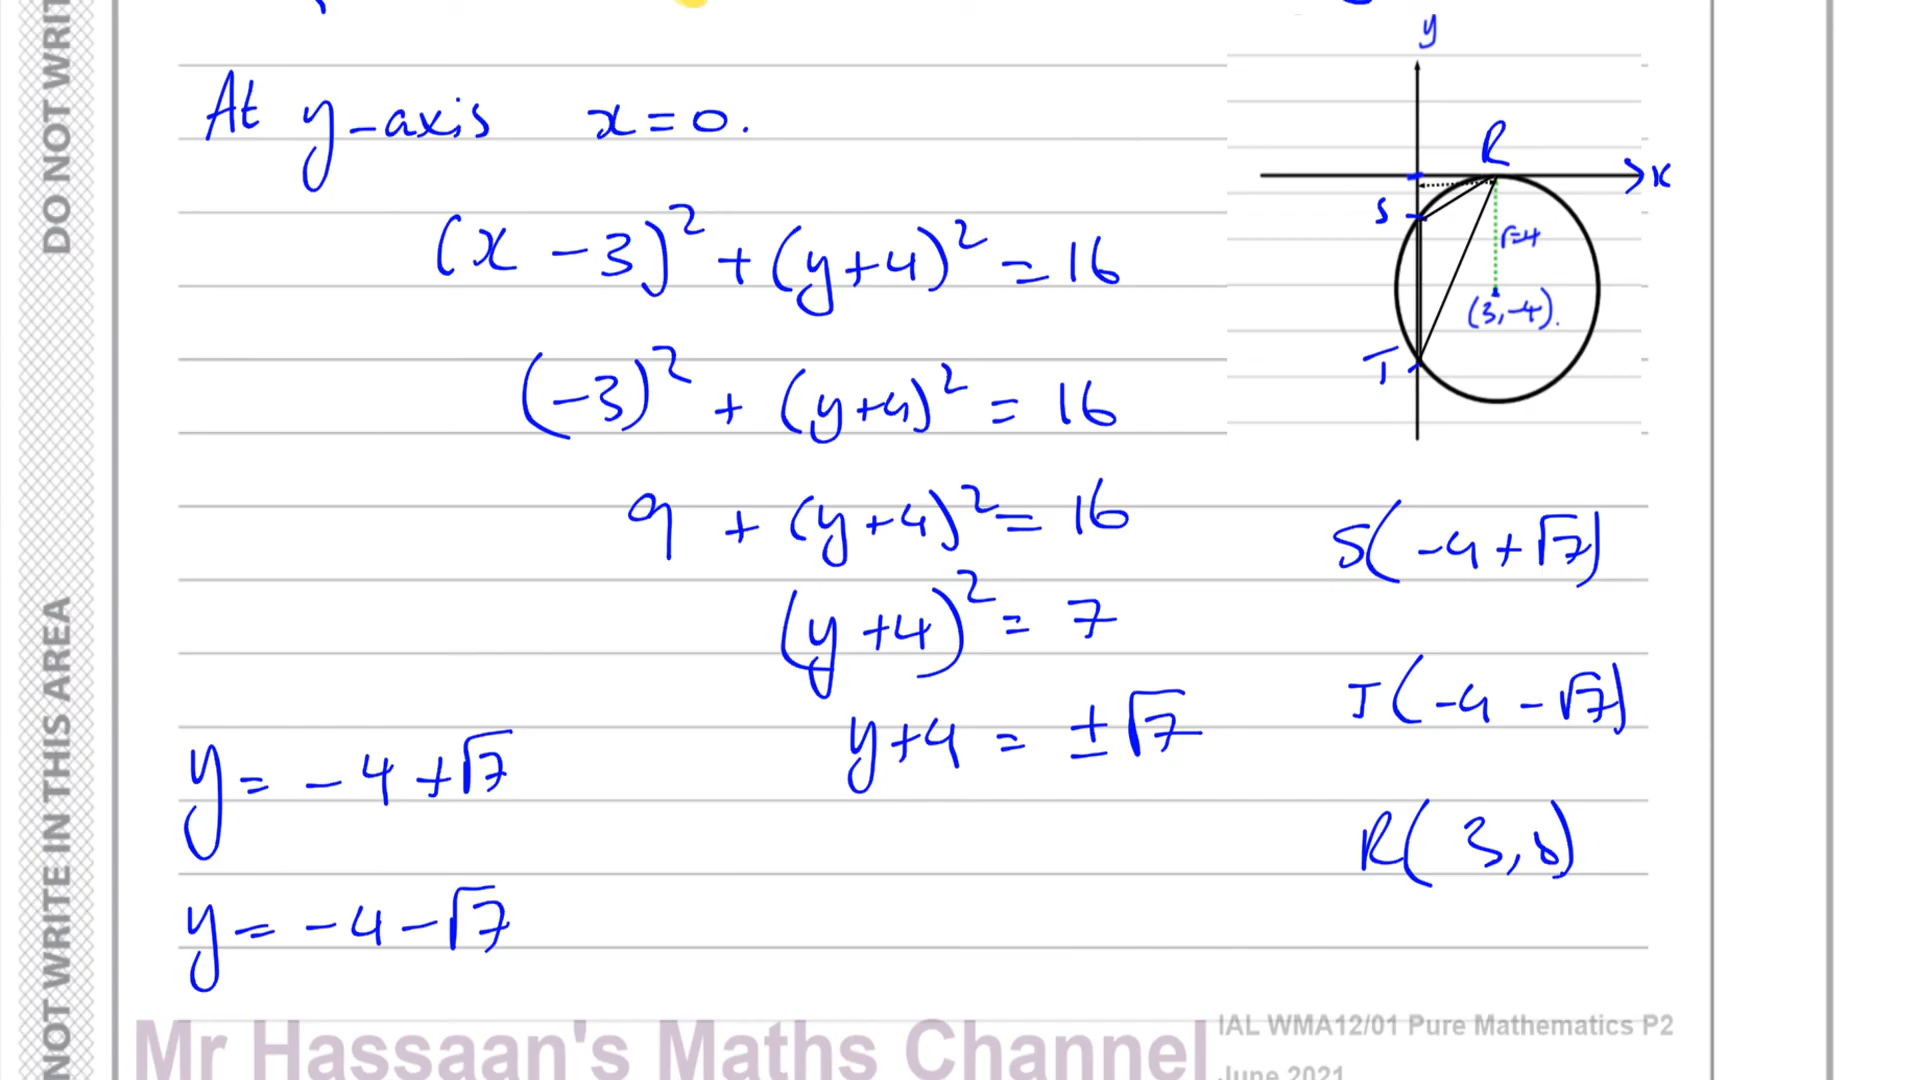 DO NOT WRIT
NOT WRITE IN THIS AREA
At y-axis x=0.
(x - 3)² + (y+4)² = 16
(-3)² + (y+4)² = 16
9 + (y+4)² = 16
(y+4)² = 7
y+4 = ±√7
y = -4 +√7
y = -4 -√7
y
R
x
S
r=4
(3,-4).
T
S( -4 + √7)
T( -4 - √7)
R( 3, 0)
Mr Hassaan's Maths Channel
IAL WMA12/01 Pure Mathematics P2
June 2021